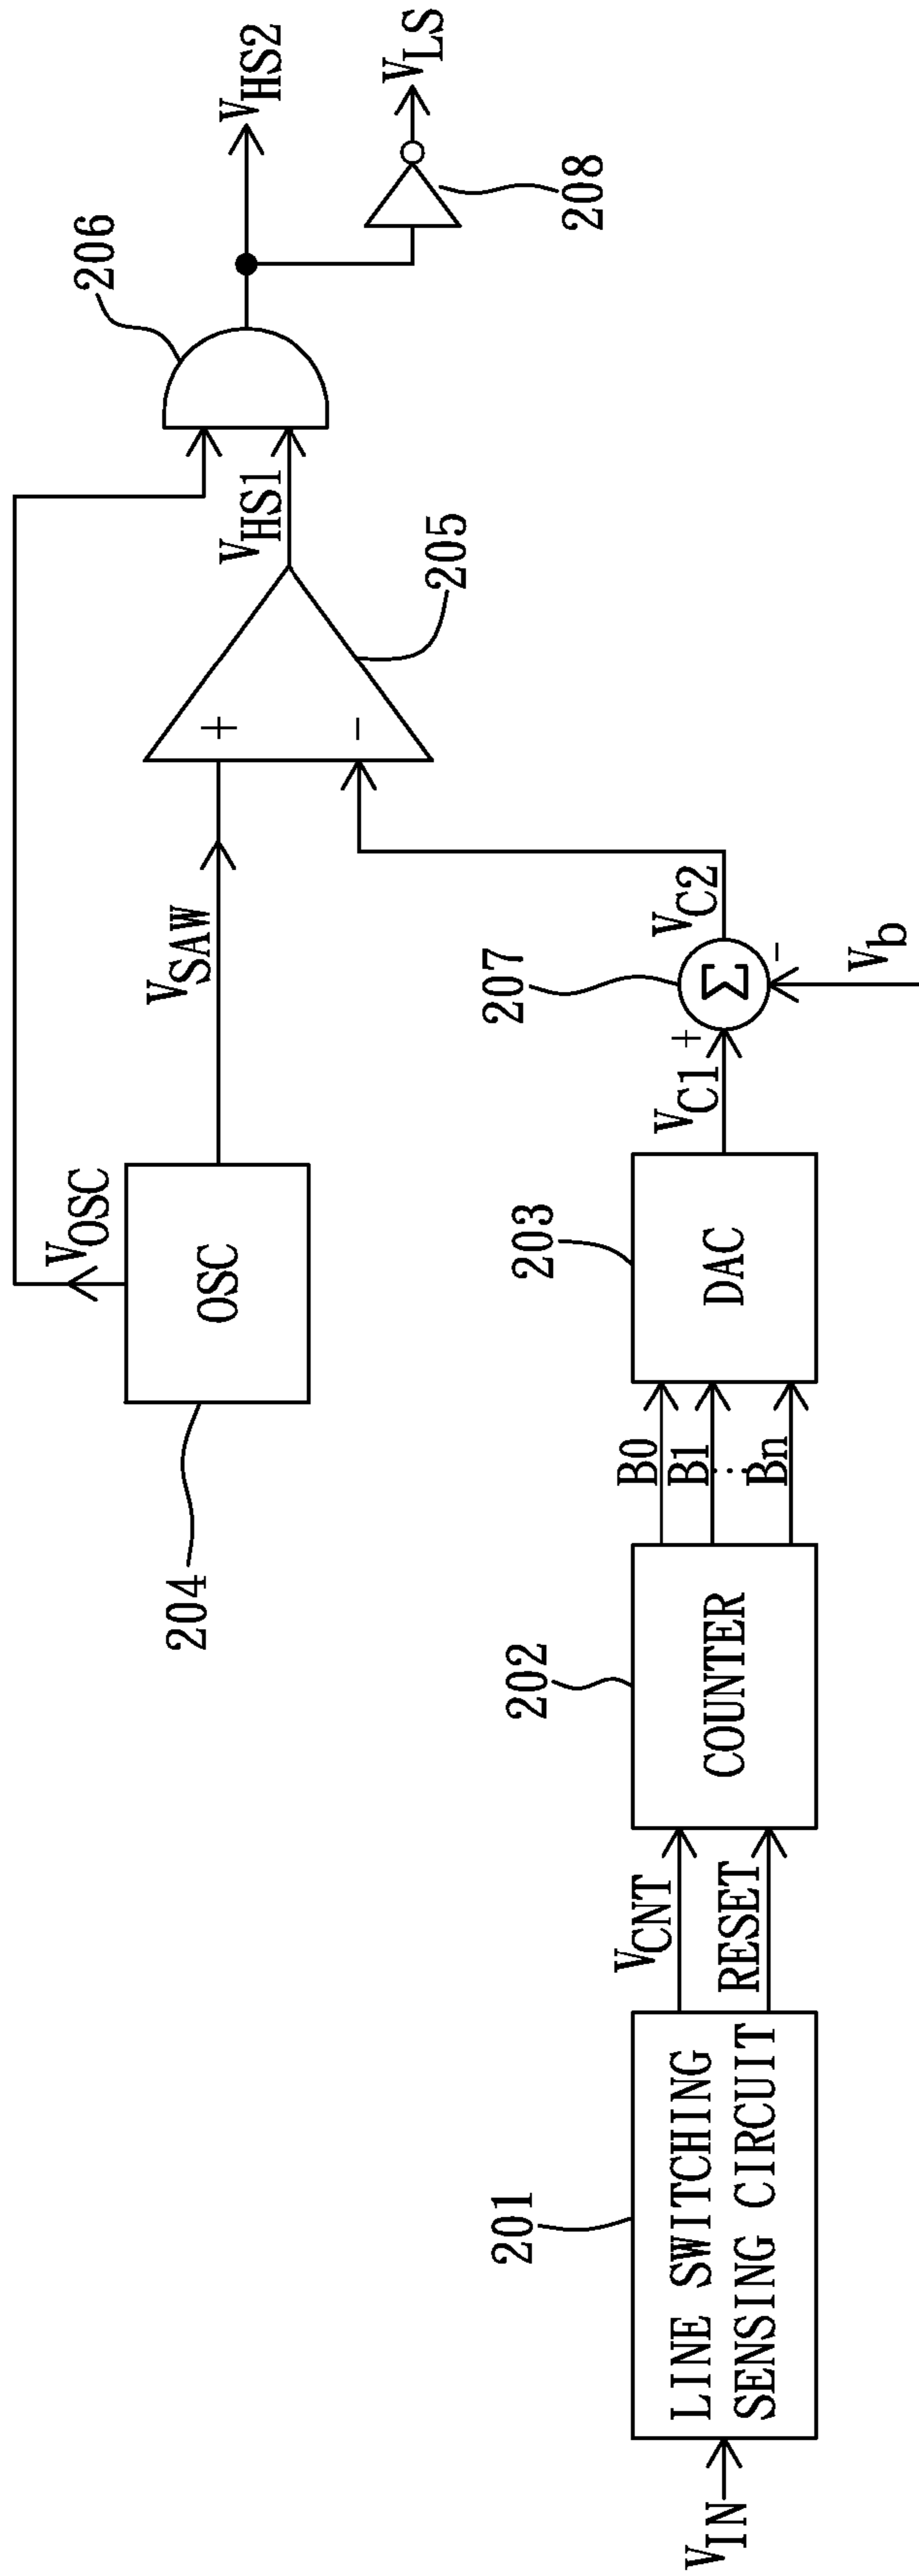 V_IN
201
LINE SWITCHING
SENSING CIRCUIT
V_CNT
RESET
202
COUNTER
B0
B1
⋮
Bn
203
DAC
V_C1
+
207
Σ
-
V_b
V_C2
204
OSC
V_OSC
V_SAW
+
-
205
V_HS1
206
V_HS2
208
V_LS